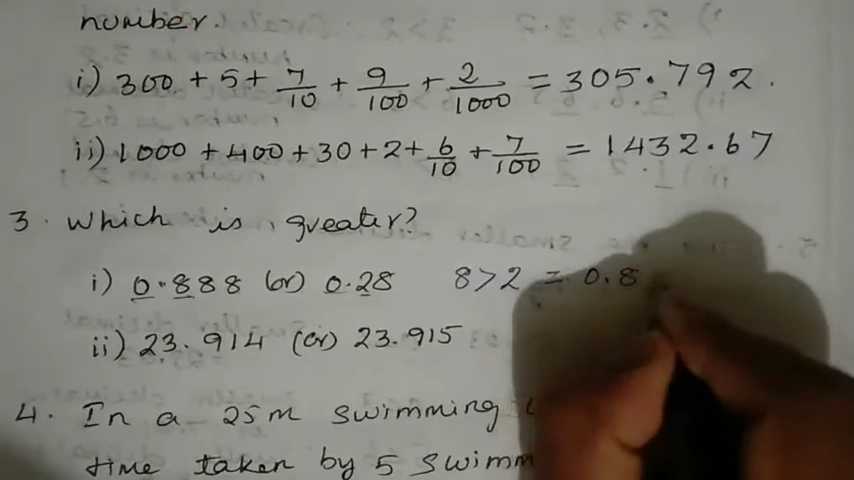 number.
i) 300 + 5 + 7/10 + 9/100 + 2/1000 = 305.792.
ii) 1000 + 400 + 30 + 2 + 6/10 + 7/100 = 1432.67
3. Which is greater?
i) 0.888 (or) 0.28 8>2 = 0.8
ii) 23.914 (or) 23.915
4. In a 25m swimming
time taken by 5 swimm